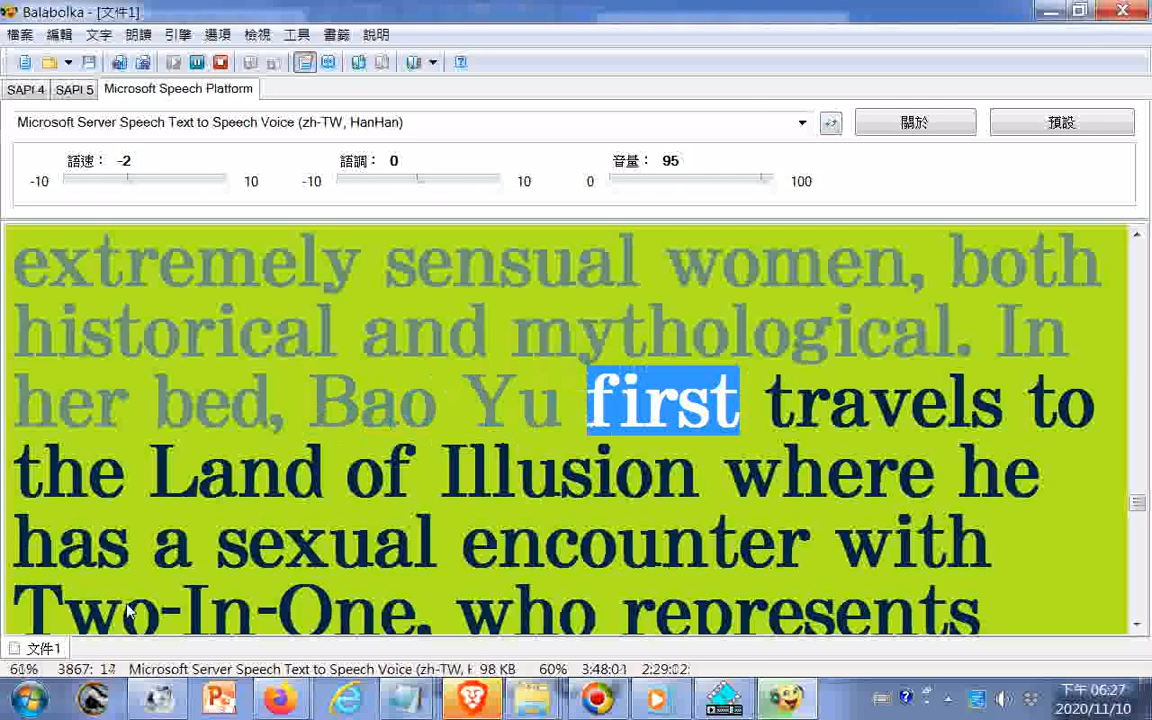 Balabolka - [文件1]
檔案 編輯 文字 朗讀 引擎 選項 檢視 工具 書籤 說明
SAPI 4 SAPI 5 Microsoft Speech Platform
Microsoft Server Speech Text to Speech Voice (zh-TW, HanHan) 關於 預設
語速： -2 語調： 0 音量： 95
-10 10 -10 10 0 100
extremely sensual women, both
historical and mythological. In
her bed, Bao Yu first travels to
the Land of Illusion where he
has a sexual encounter with
Two-In-One, who represents
文件1
61% 3867: 14 Microsoft Server Speech Text to Speech Voice (zh-TW, H 98 KB 60% 3:48:04 2:29:02
下午 06:27
2020/11/10